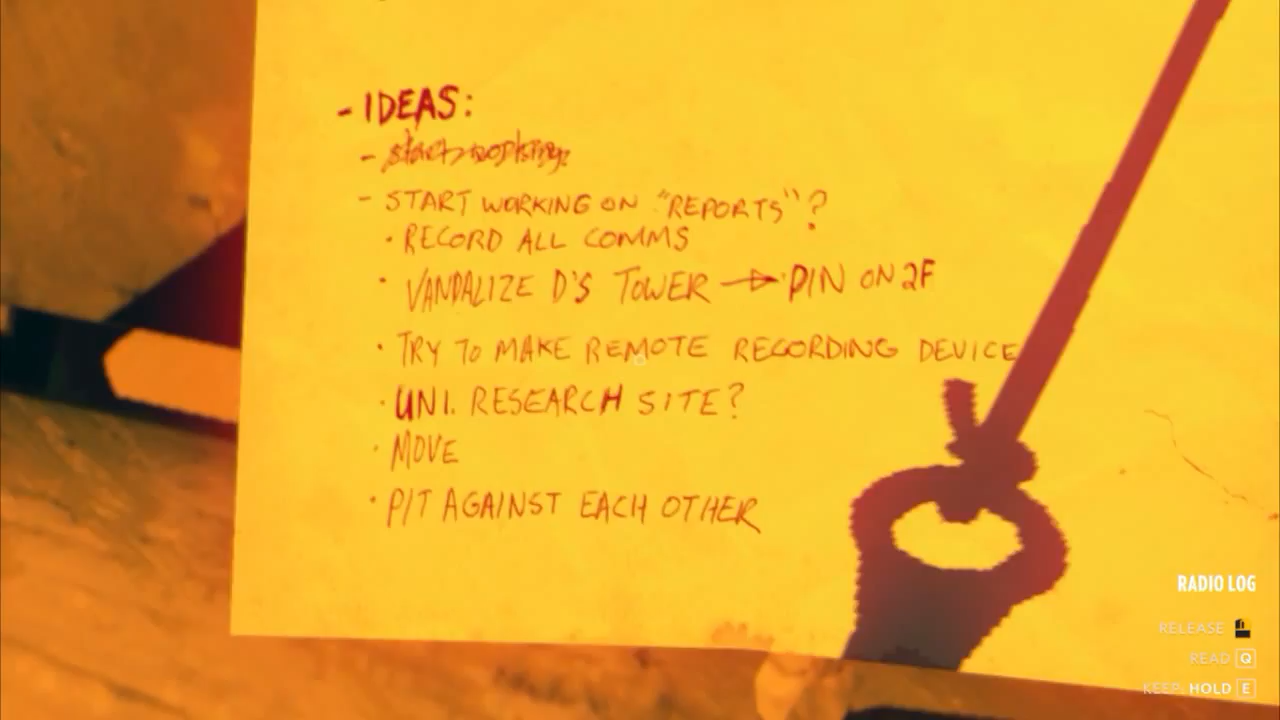 - IDEAS:
- START WORKING ON "REPORTS"?
· RECORD ALL COMMS
· VANDALIZE D'S TOWER → PIN ON 2F
· TRY TO MAKE REMOTE RECORDING DEVICE
· UNI. RESEARCH SITE?
· MOVE
· PIT AGAINST EACH OTHER
RADIO LOG
RELEASE
READ Q
KEEP: HOLD E